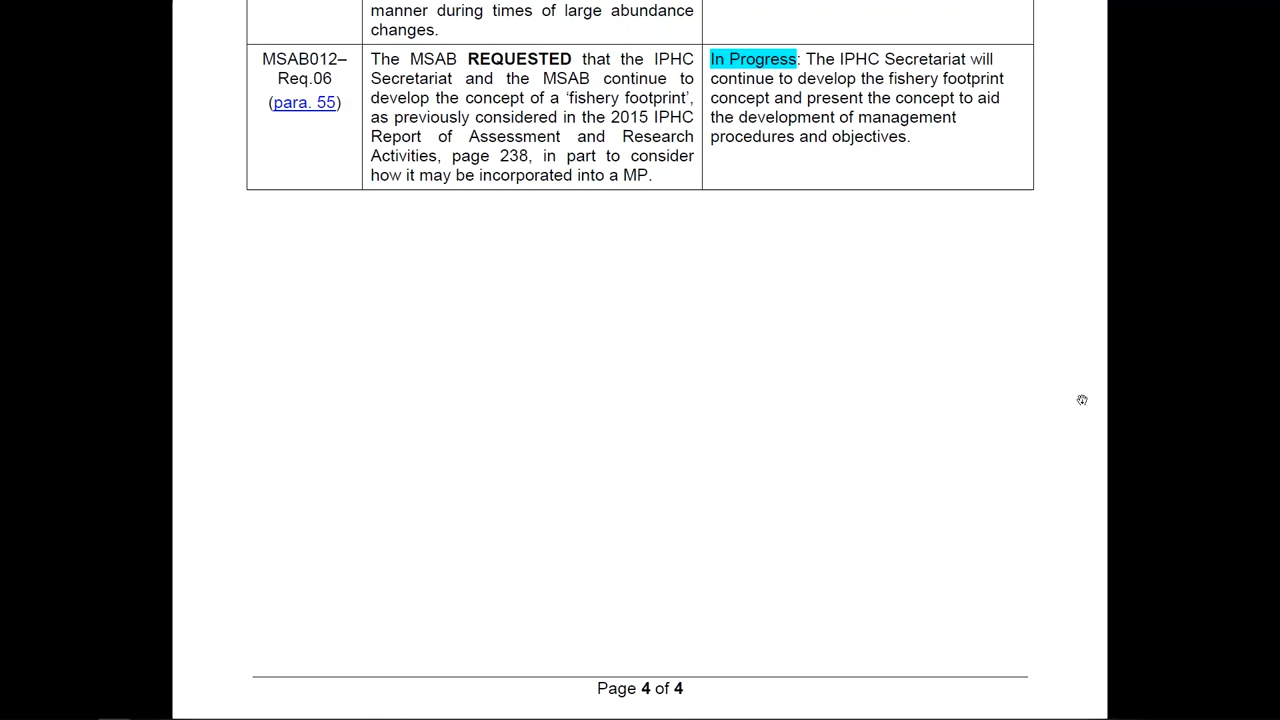 manner during times of large abundance
changes.
MSAB012–
Req.06
(para. 55)
The MSAB REQUESTED that the IPHC
Secretariat and the MSAB continue to
develop the concept of a ‘fishery footprint’,
as previously considered in the 2015 IPHC
Report of Assessment and Research
Activities, page 238, in part to consider
how it may be incorporated into a MP.
In Progress: The IPHC Secretariat will
continue to develop the fishery footprint
concept and present the concept to aid
the development of management
procedures and objectives.
Page 4 of 4